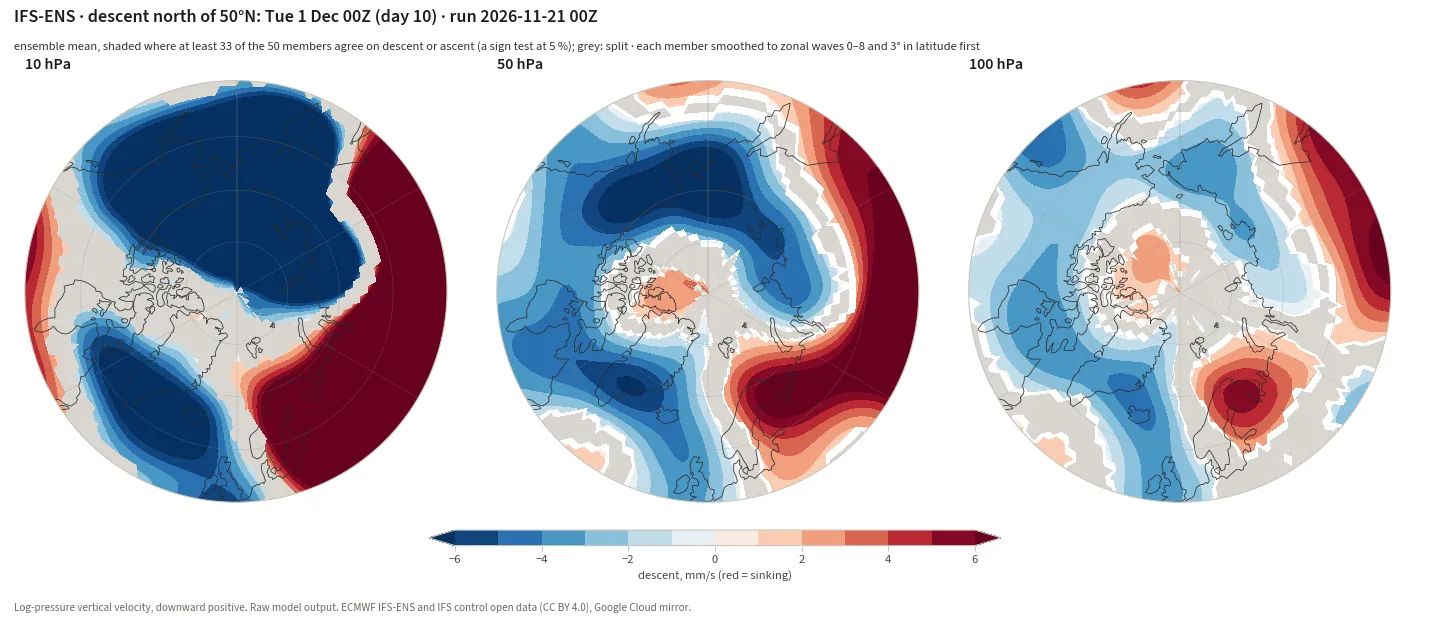 IFS-ENS · descent north of 50°N: Tue 1 Dec 00Z (day 10) · run 2026-11-21 00Z
ensemble mean, shaded where at least 33 of the 50 members agree on descent or ascent (a sign test at 5 %); grey: split · each member smoothed to zonal waves 0–8 and 3° in latitude first
10 hPa
50 hPa
100 hPa
−6 −4 −2 0 2 4 6
descent, mm/s (red = sinking)
Log-pressure vertical velocity, downward positive. Raw model output. ECMWF IFS-ENS and IFS control open data (CC BY 4.0), Google Cloud mirror.